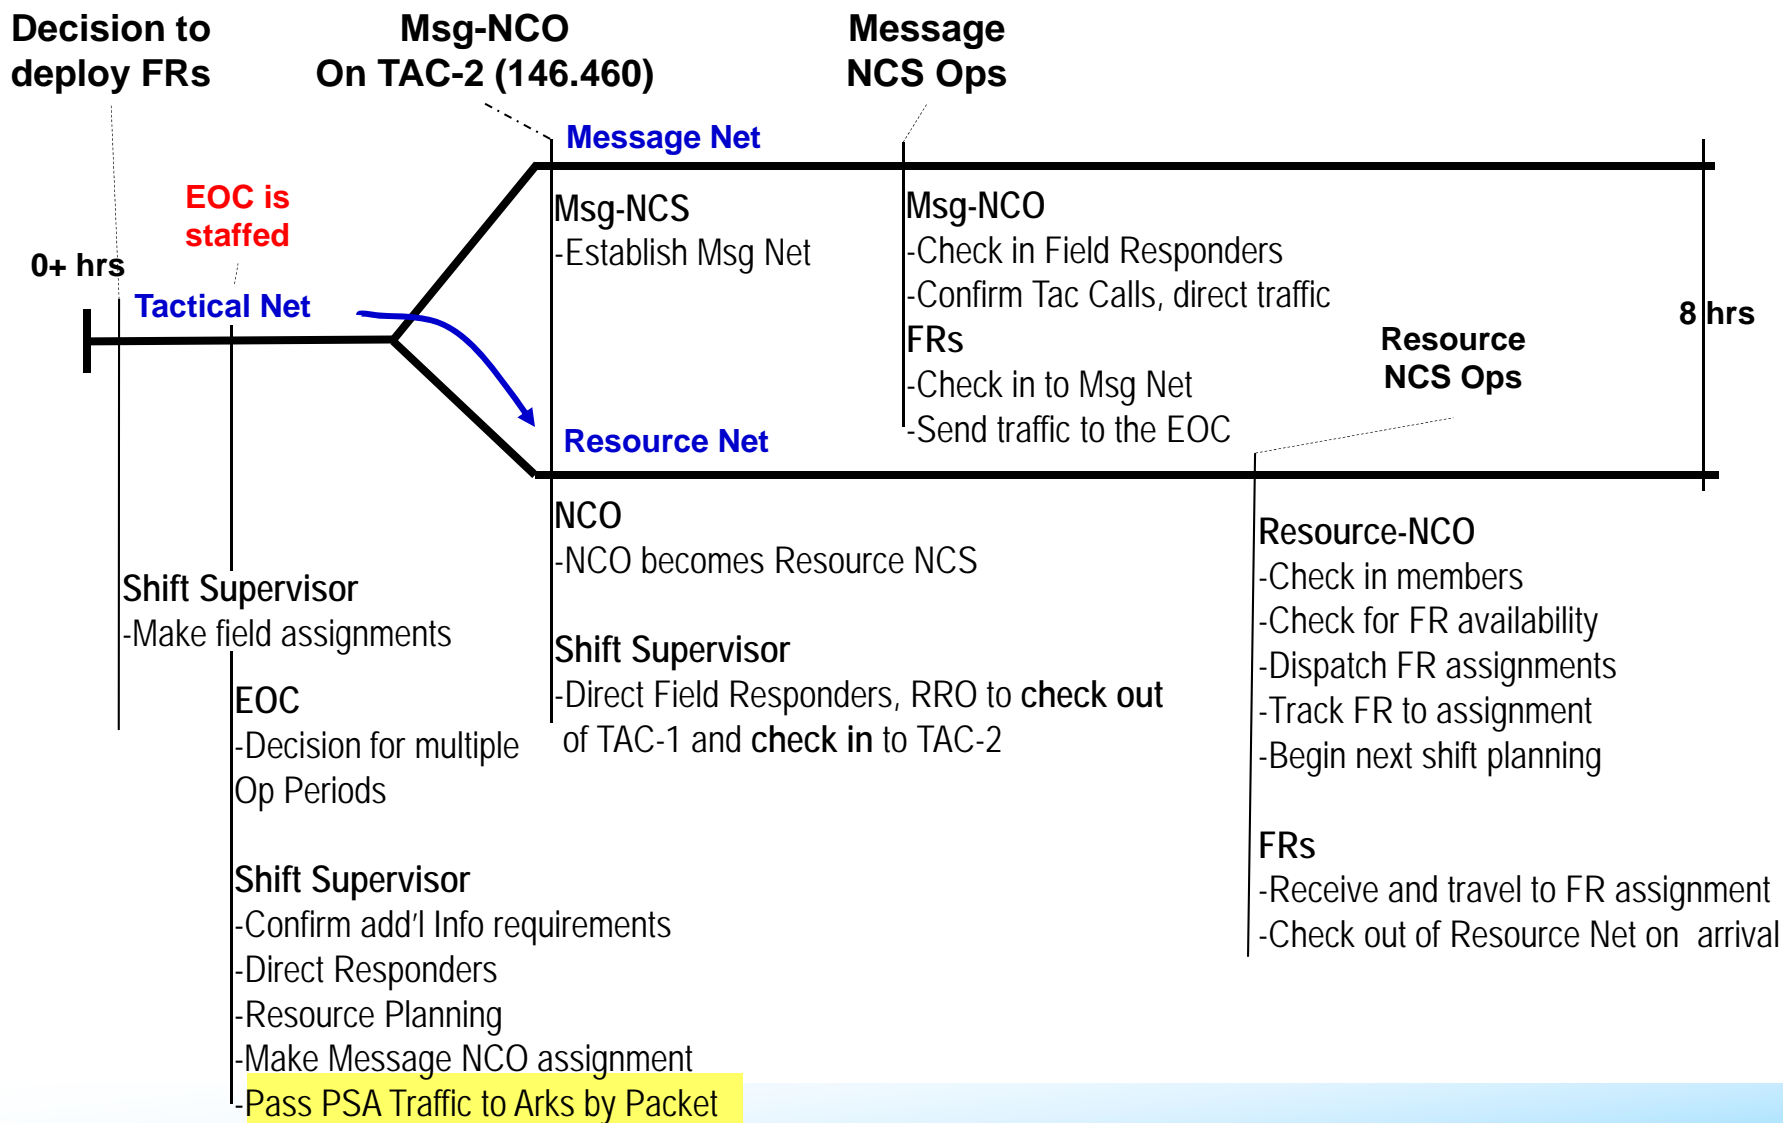 Decision to
deploy FRs
Msg-NCO
On TAC-2 (146.460)
Message
NCS Ops
Message Net
EOC is
staffed
0+ hrs
Tactical Net
Msg-NCS
-Establish Msg Net
Msg-NCO
-Check in Field Responders
-Confirm Tac Calls, direct traffic
FRs
-Check in to Msg Net
-Send traffic to the EOC
8 hrs
Resource
NCS Ops
Resource Net
NCO
-NCO becomes Resource NCS
Shift Supervisor
-Direct Field Responders, RRO to check out
of TAC-1 and check in to TAC-2
Resource-NCO
-Check in members
-Check for FR availability
-Dispatch FR assignments
-Track FR to assignment
-Begin next shift planning
FRs
-Receive and travel to FR assignment
-Check out of Resource Net on arrival
Shift Supervisor
-Make field assignments
EOC
-Decision for multiple
Op Periods
Shift Supervisor
-Confirm add'l Info requirements
-Direct Responders
-Resource Planning
-Make Message NCO assignment
-Pass PSA Traffic to Arks by Packet